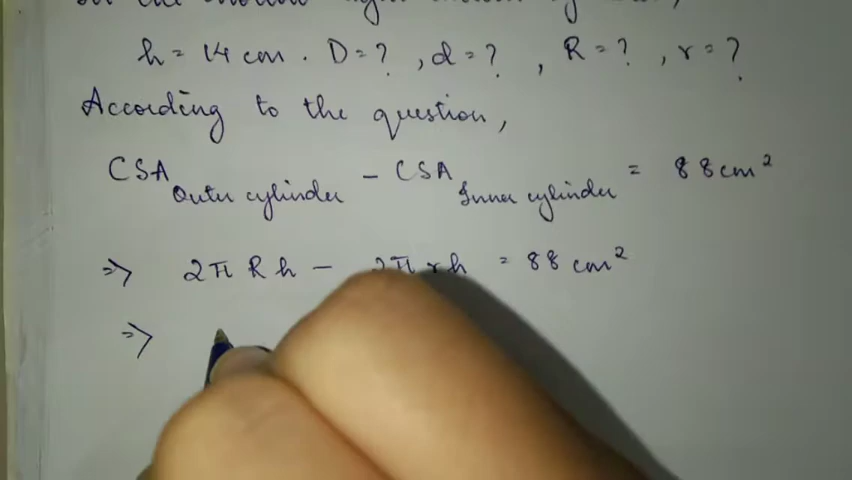 h = 14 cm . D = ? , d = ? , R = ? , r = ?
According to the question,
CSA Outer cylinder - CSA Inner cylinder = 88 cm²
=> 2π R h - 2π r h = 88 cm²
=>